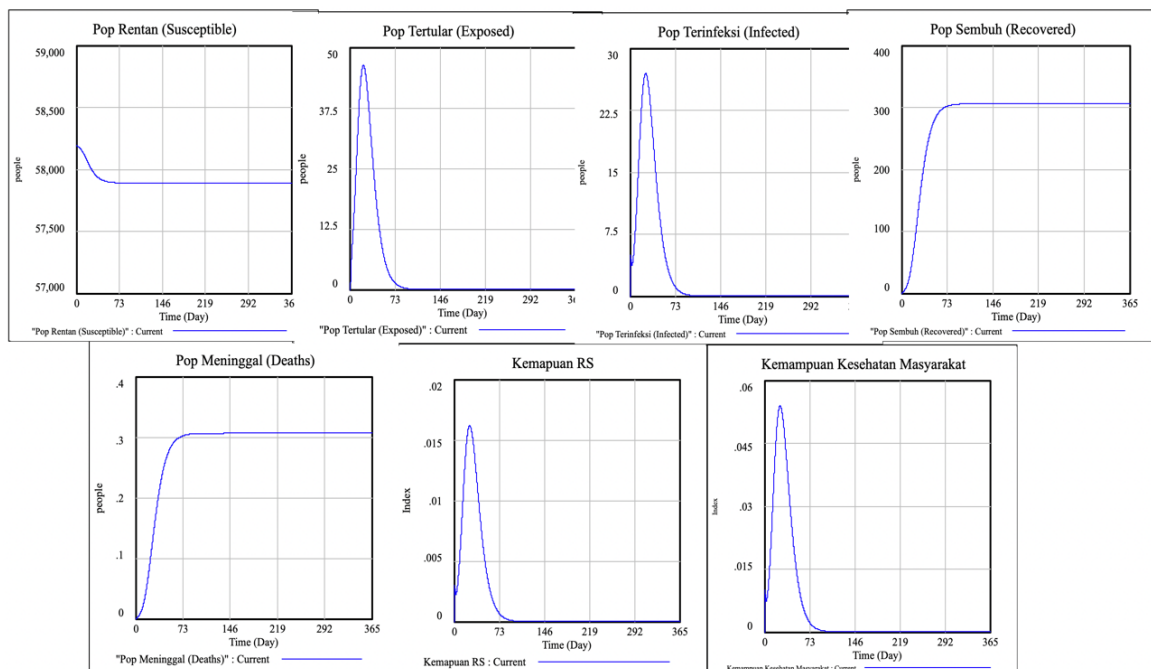 Pop Rentan (Susceptible)
59,000
58,500
58,000
57,500
57,000
people
0 73 146 219 292 36
Time (Day)
"Pop Rentan (Susceptible)" : Current
Pop Tertular (Exposed)
50
37.5
25
12.5
0
people
0 73 146 219 292 36
Time (Day)
"Pop Tertular (Exposed)" : Current
Pop Terinfeksi (Infected)
30
22.5
15
7.5
0
people
0 73 146 219 292 36
Time (Day)
"Pop Terinfeksi (Infected)" : Current
Pop Sembuh (Recovered)
400
300
200
100
0
people
0 73 146 219 292 365
Time (Day)
"Pop Sembuh (Recovered)" : Current
Pop Meninggal (Deaths)
.4
.3
.2
.1
0
people
0 73 146 219 292 365
Time (Day)
"Pop Meninggal (Deaths)" : Current
Kemapuan RS
.02
.015
.01
.005
0
Index
0 73 146 219 292 365
Time (Day)
Kemapuan RS : Current
Kemampuan Kesehatan Masyarakat
.06
.045
.03
.015
0
Index
0 73 146 219 292 365
Time (Day)
Kemampuan Kesehatan Masyarakat : Current